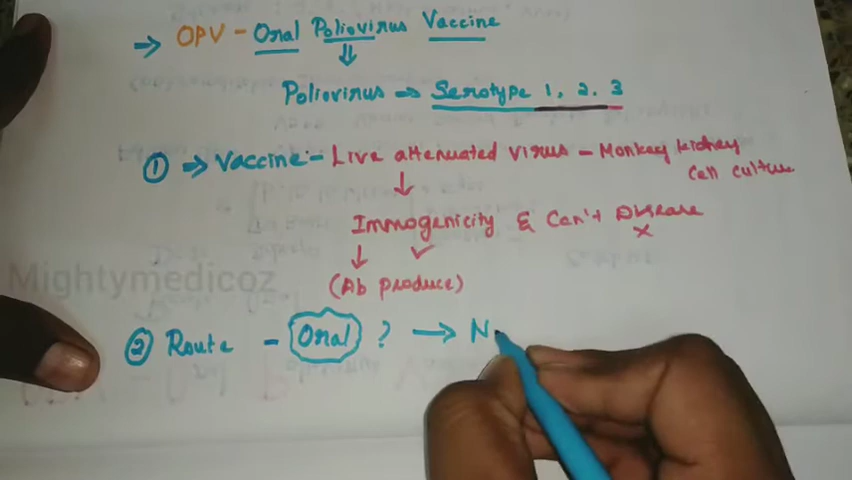 ⇒ OPV - Oral Poliovirus Vaccine
⇓
Poliovirus ⇒ Serotype 1, 2, 3
① ⇒ Vaccine:- Live attenuated virus - Monkey kidney
cell culture
↓
Immogenicity & Can't Disease
↓ ✓ x
(Ab produce)
Mightymedicoz
② Route - Oral ? → N